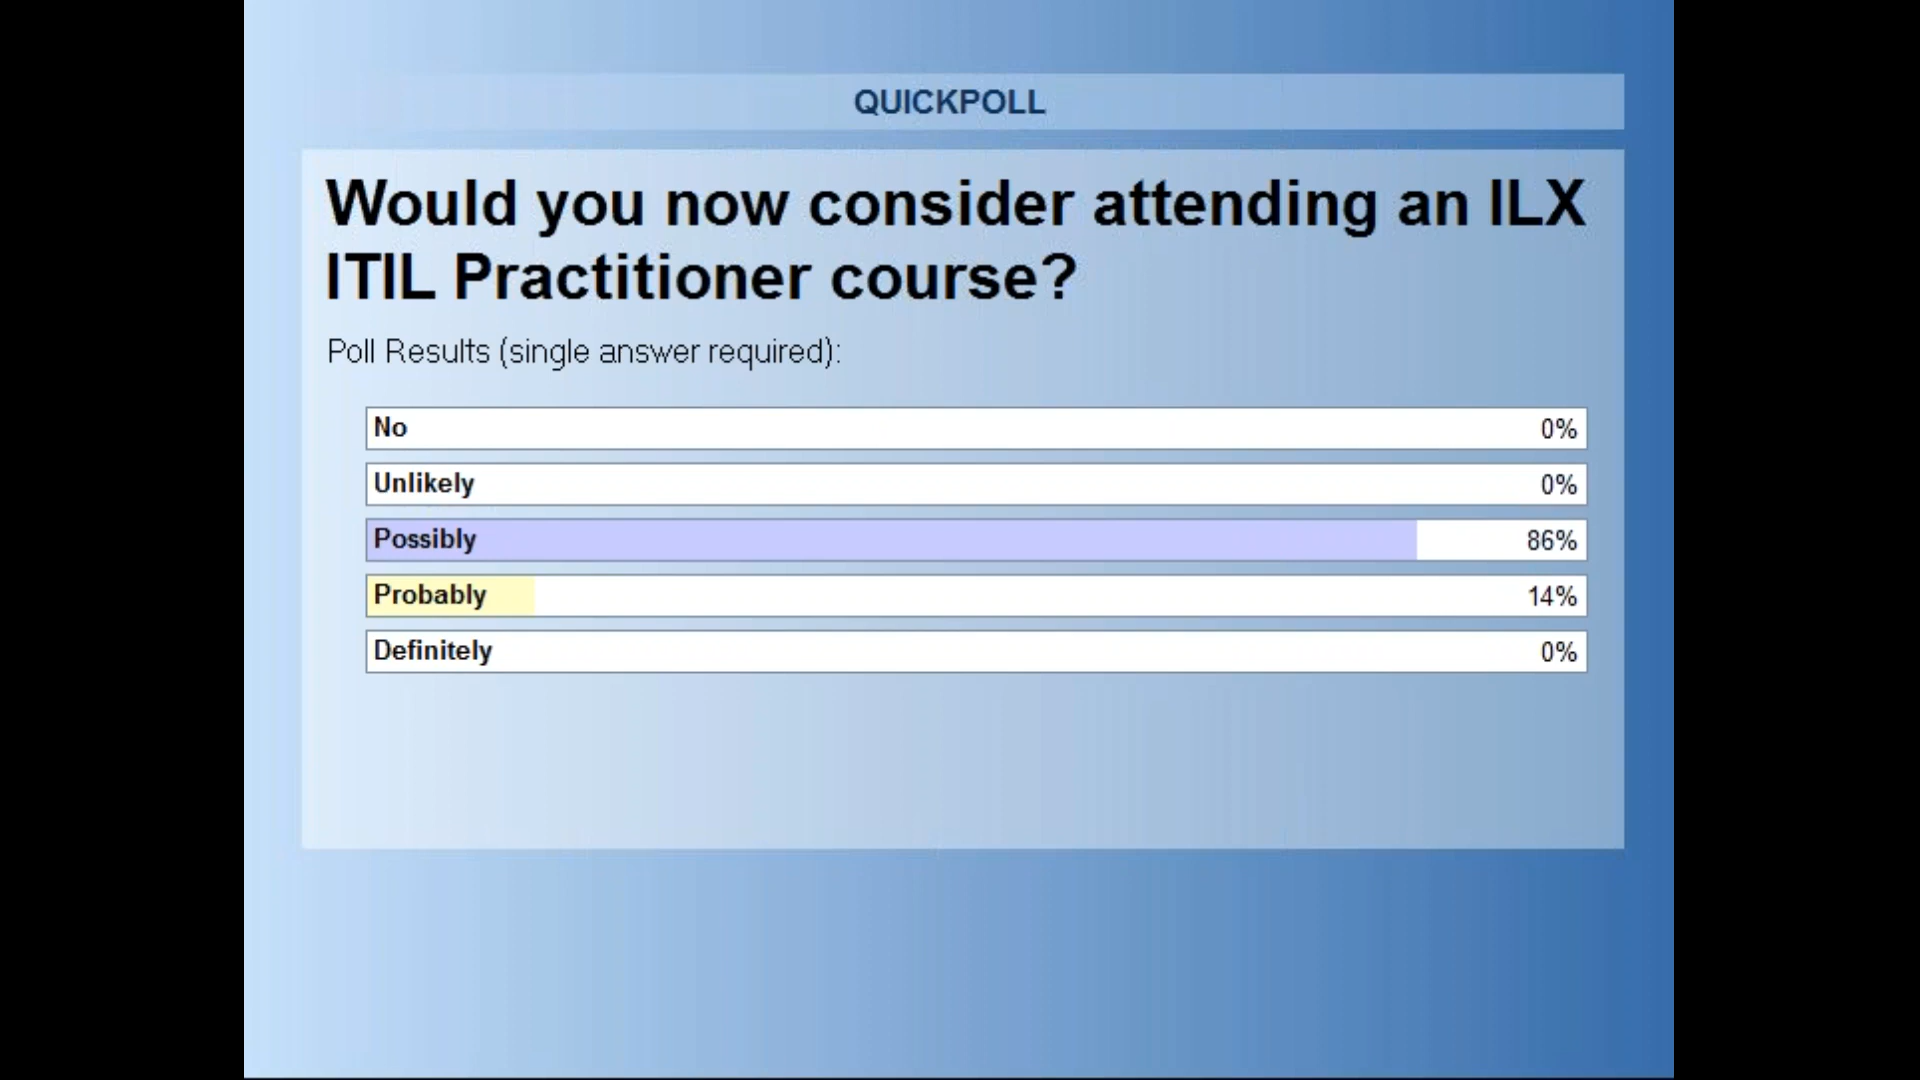 QUICKPOLL
Would you now consider attending an ILX
ITIL Practitioner course?
Poll Results (single answer required):
No 0%
Unlikely 0%
Possibly 86%
Probably 14%
Definitely 0%